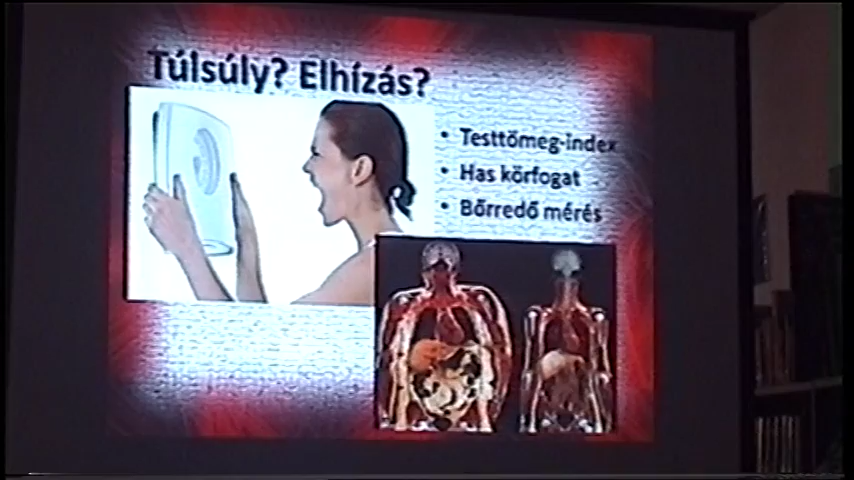 Túlsúly? Elhízás?
• Testtömeg-index
• Has körfogat
• Bőrredő mérés